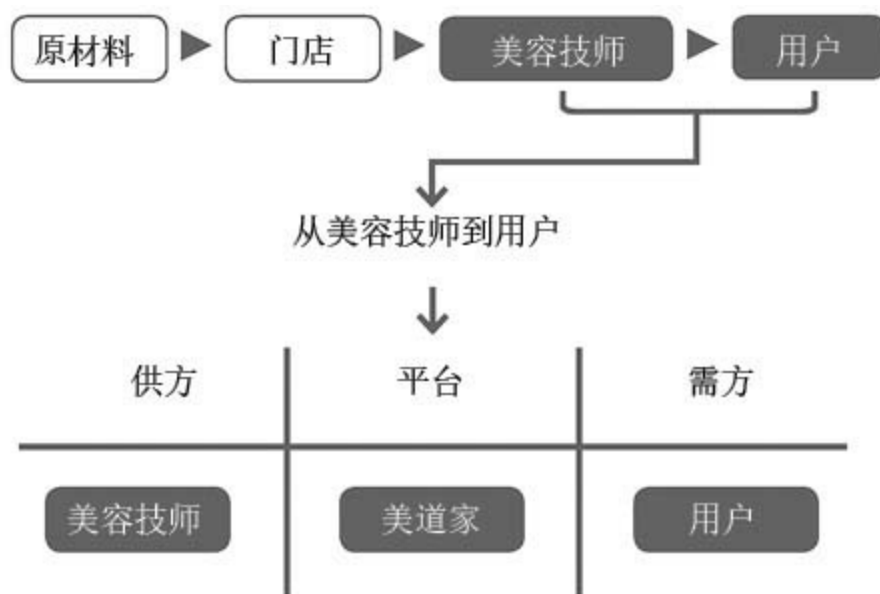 原材料 门店 美容技师 用户
从美容技师到用户
供方 平台 需方
美容技师 美道家 用户